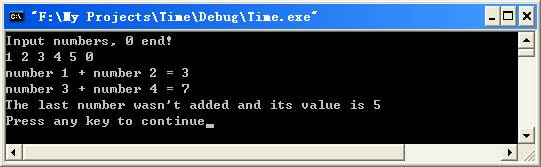 "F:\My Projects\Time\Debug\Time.exe"
Input numbers, 0 end!
1 2 3 4 5 0
number 1 + number 2 = 3
number 3 + number 4 = 7
The last number wasn't added and its value is 5
Press any key to continue_